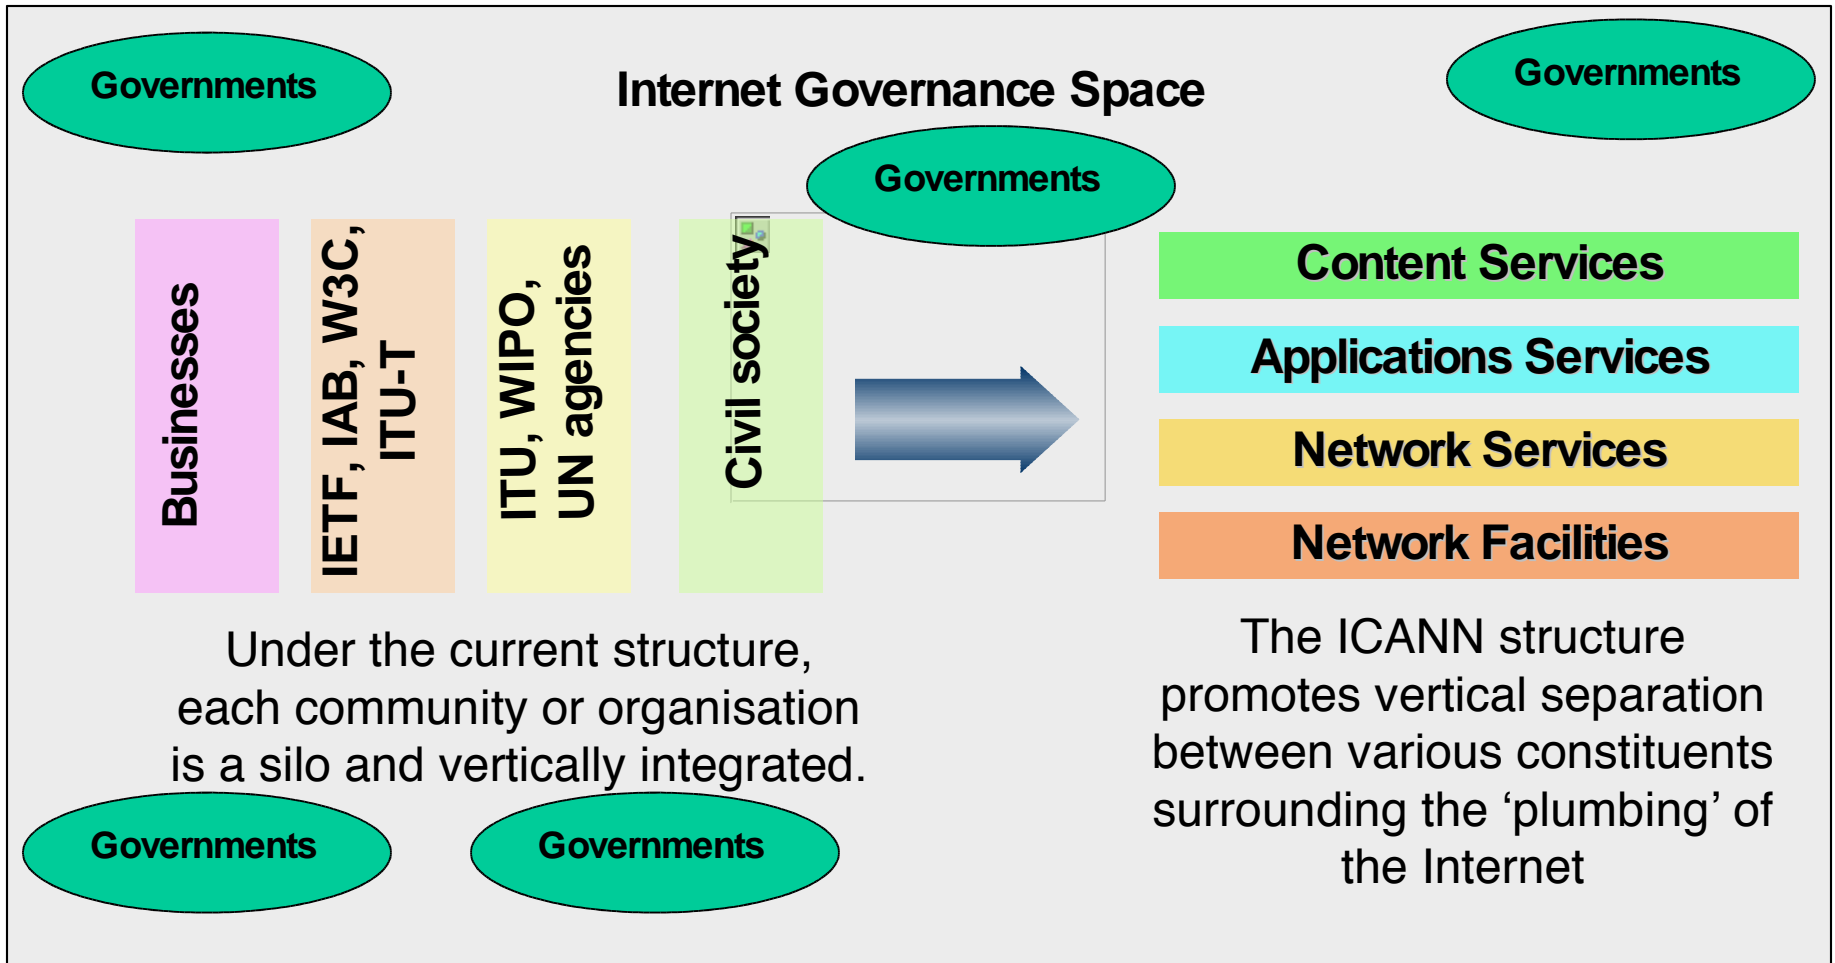 Governments
Internet Governance Space
Governments
Governments
Businesses
IETF, IAB, W3C,
ITU-T
ITU, WIPO,
UN agencies
Civil society
Content Services
Applications Services
Network Services
Network Facilities
Under the current structure,
each community or organisation
is a silo and vertically integrated.
The ICANN structure
promotes vertical separation
between various constituents
surrounding the ‘plumbing’ of
the Internet
Governments
Governments